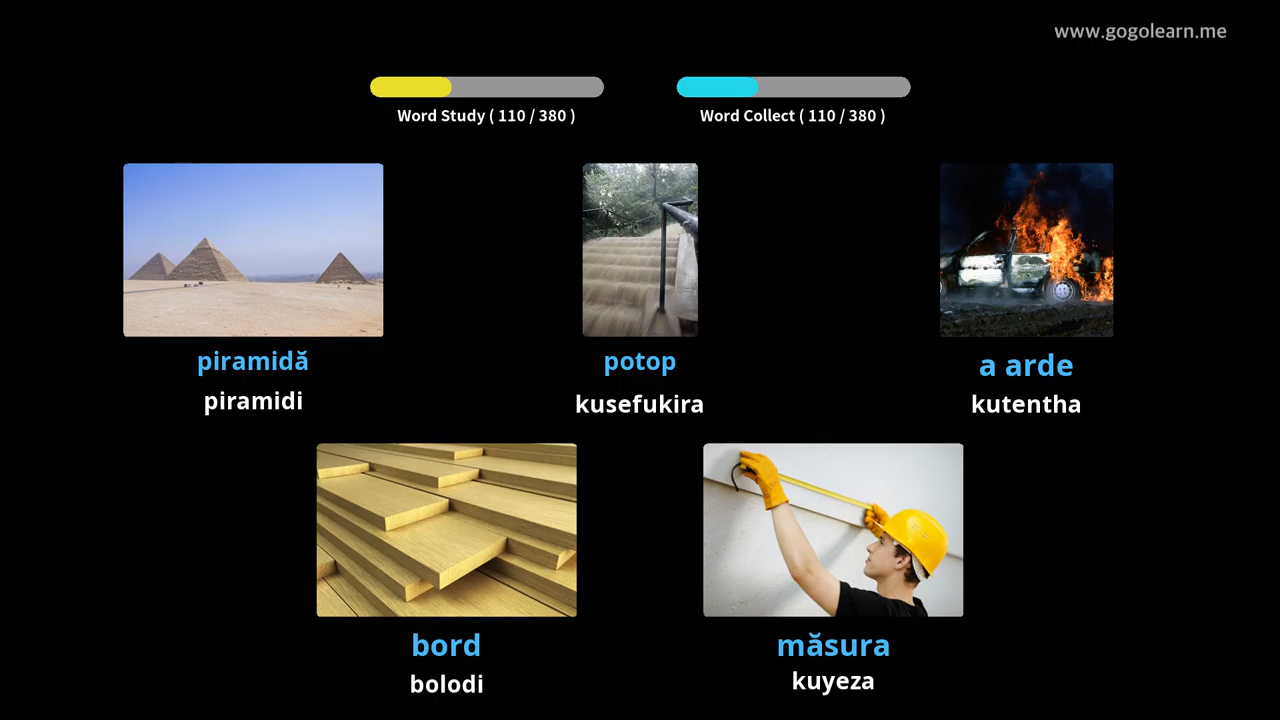 www.gogolearn.me
Word Study ( 110 / 380 )
Word Collect ( 110 / 380 )
piramidă
piramidi
potop
kusefukira
a arde
kutentha
bord
bolodi
măsura
kuyeza